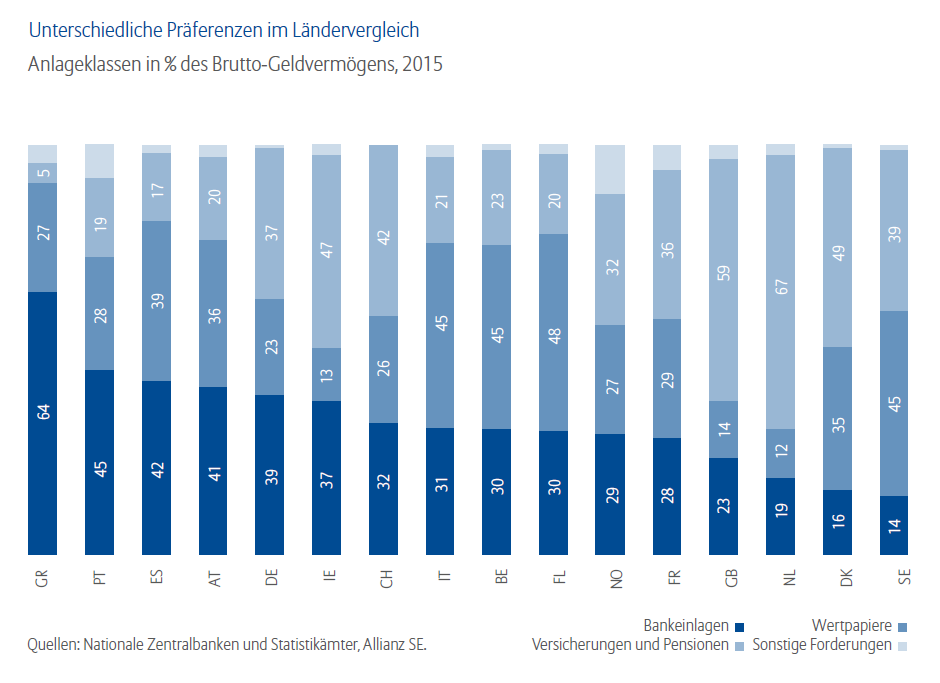 Unterschiedliche Präferenzen im Ländervergleich
Anlageklassen in % des Brutto-Geldvermögens, 2015
5 17 20 37 47 42 21 23 20 32 36 59 67 49 39
27 19 39 36 23 13 26 45 45 48 27 29 14 12 35 45
64 28 42 41 39 37 32 31 30 30 29 28 23 19 16 14
45
GR PT ES AT DE IE CH IT BE FL NO FR GB NL DK SE
Bankeinlagen Wertpapiere
Quellen: Nationale Zentralbanken und Statistikämter, Allianz SE. Versicherungen und Pensionen Sonstige Forderungen